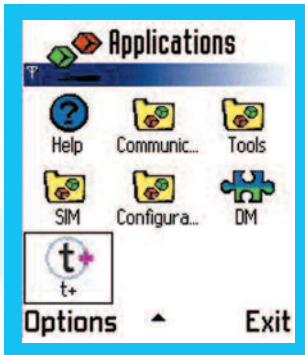 Applications
?
Help Communic... Tools
SIM Configura... DM
t+
t+
Options Exit